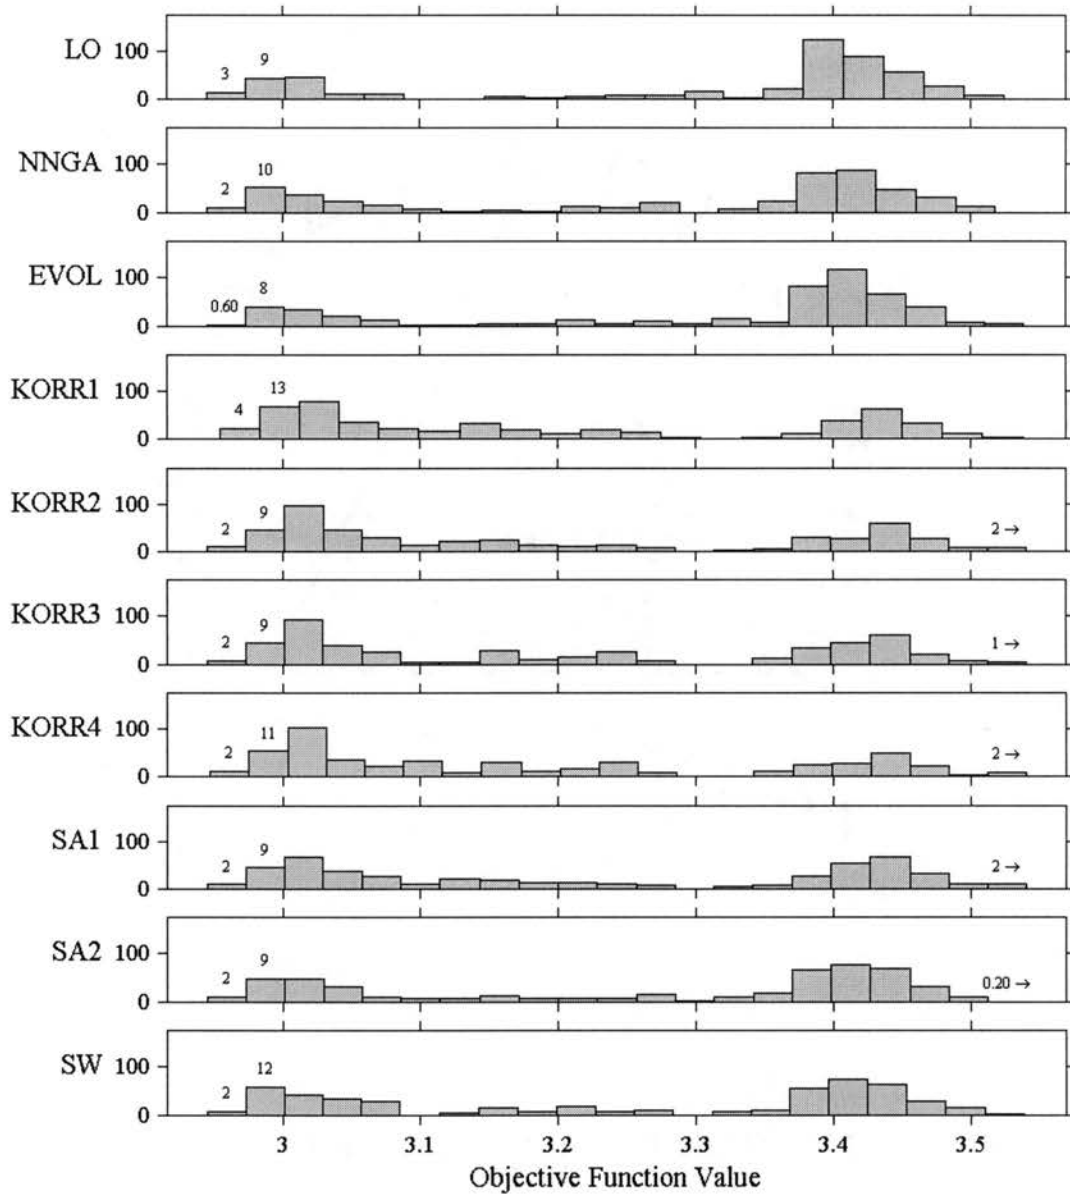 LO 100 3 9
0
NNGA 100 10
2
0
EVOL 100 8
0.60
0
KORR1 100 13
4
0
KORR2 100 9
2 2 →
0
KORR3 100 9
2 1 →
0
KORR4 100 11
2 2 →
0
SA1 100 9
2 2 →
0
SA2 100 9
2 0.20 →
0
SW 100 12
2
0
3 3.1 3.2 3.3 3.4 3.5
Objective Function Value